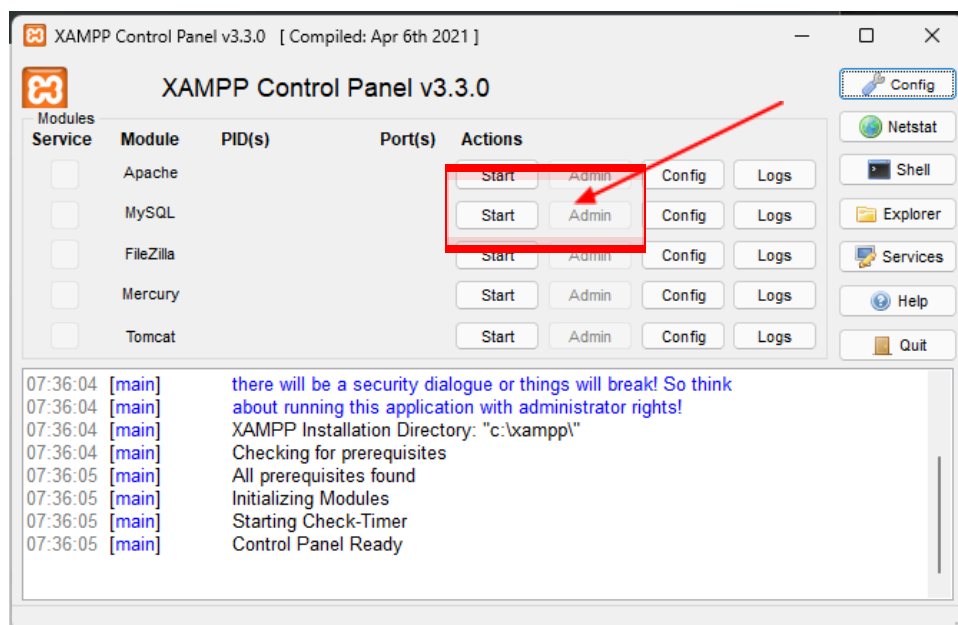 XAMPP Control Panel v3.3.0 [ Compiled: Apr 6th 2021 ]
XAMPP Control Panel v3.3.0
Config
Modules
Service Module PID(s) Port(s) Actions
Netstat
Apache Start Admin Config Logs
Shell
MySQL Start Admin Config Logs
Explorer
FileZilla Start Admin Config Logs
Services
Mercury Start Admin Config Logs
Help
Tomcat Start Admin Config Logs
Quit
07:36:04 [main] there will be a security dialogue or things will break! So think
07:36:04 [main] about running this application with administrator rights!
07:36:04 [main] XAMPP Installation Directory: "c:\xampp\"
07:36:04 [main] Checking for prerequisites
07:36:05 [main] All prerequisites found
07:36:05 [main] Initializing Modules
07:36:05 [main] Starting Check-Timer
07:36:05 [main] Control Panel Ready